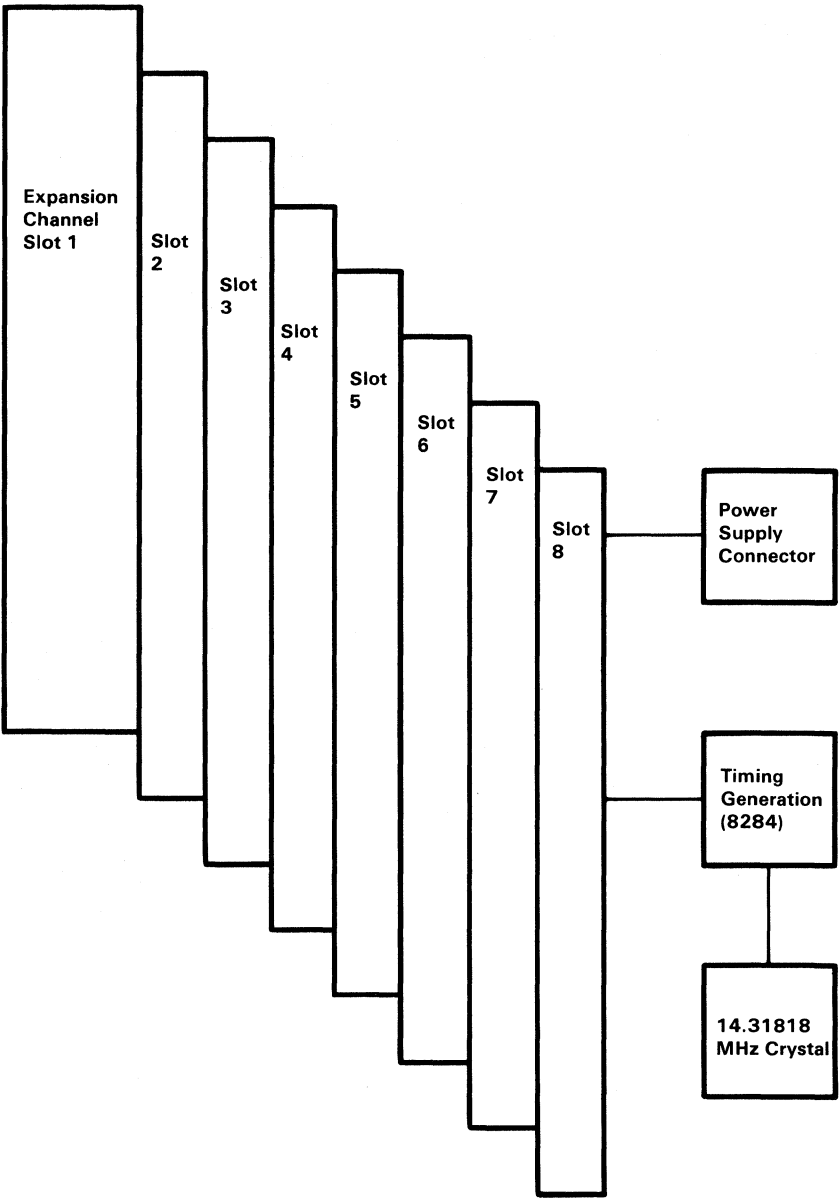 Expansion
Channel
Slot 1
Slot
2
Slot
3
Slot
4
Slot
5
Slot
6
Slot
7
Slot
8
Power
Supply
Connector
Timing
Generation
(8284)
14.31818
MHz Crystal